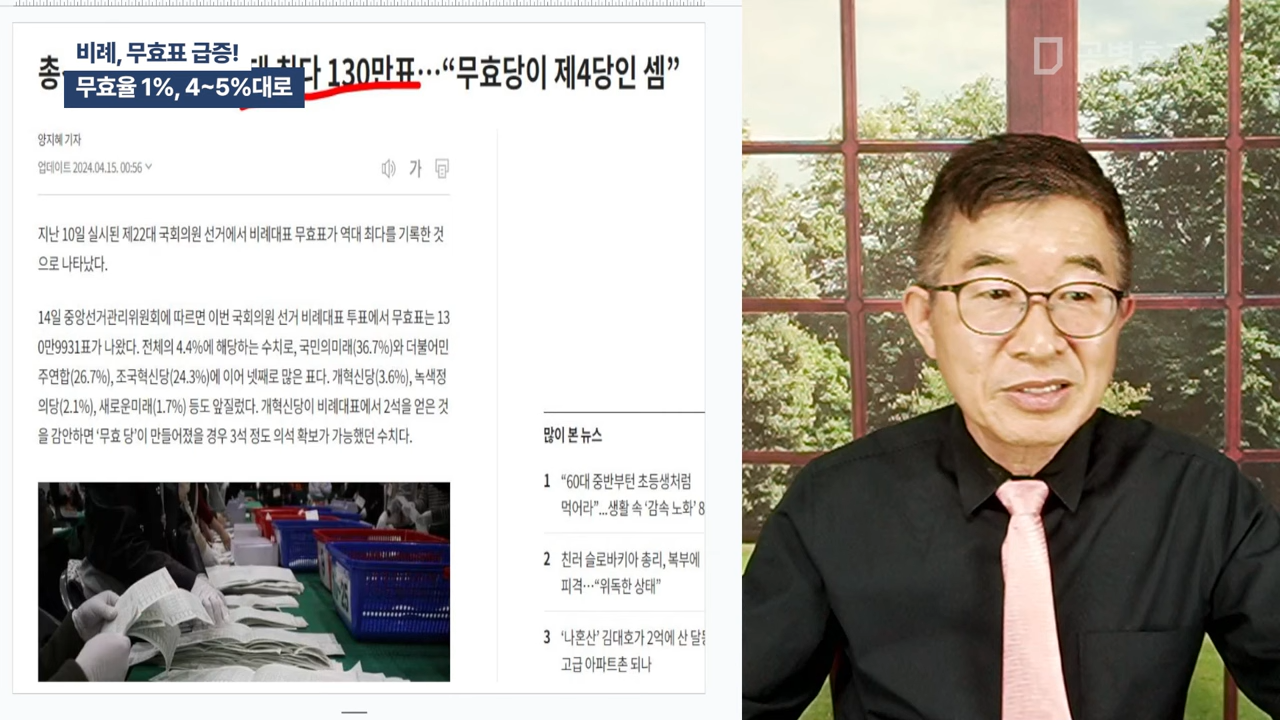 비례, 무효표 급증!
무효율 1%, 4~5%대로
총
최다 130만표…“무효당이 제4당인 셈”
양지혜 기자
업데이트 2024.04.15. 00:56
가
지난 10일 실시된 제22대 국회의원 선거에서 비례대표 무효표가 역대 최다를 기록한 것
으로 나타났다.
14일 중앙선거관리위원회에 따르면 이번 국회의원 선거 비례대표 투표에서 무효표는 13
0만9931표가 나왔다. 전체의 4.4%에 해당하는 수치로, 국민의미래(36.7%)와 더불어민
주연합(26.7%), 조국혁신당(24.3%)에 이어 넷째로 많은 표다. 개혁신당(3.6%), 녹색정
의당(2.1%), 새로운미래(1.7%) 등도 앞질렀다. 개혁신당이 비례대표에서 2석을 얻은 것
을 감안하면 ‘무효 당’이 만들어졌을 경우 3석 정도 의석 확보가 가능했던 수치다.
많이 본 뉴스
1 “60대 중반부턴 초등생처럼
먹어라”...생활 속 ‘감속 노화’ 8
2 친러 슬로바키아 총리, 복부에
피격…“위독한 상태”
3 ‘나혼산’ 김대호가 2억에 산 달동
고급 아파트촌 되나